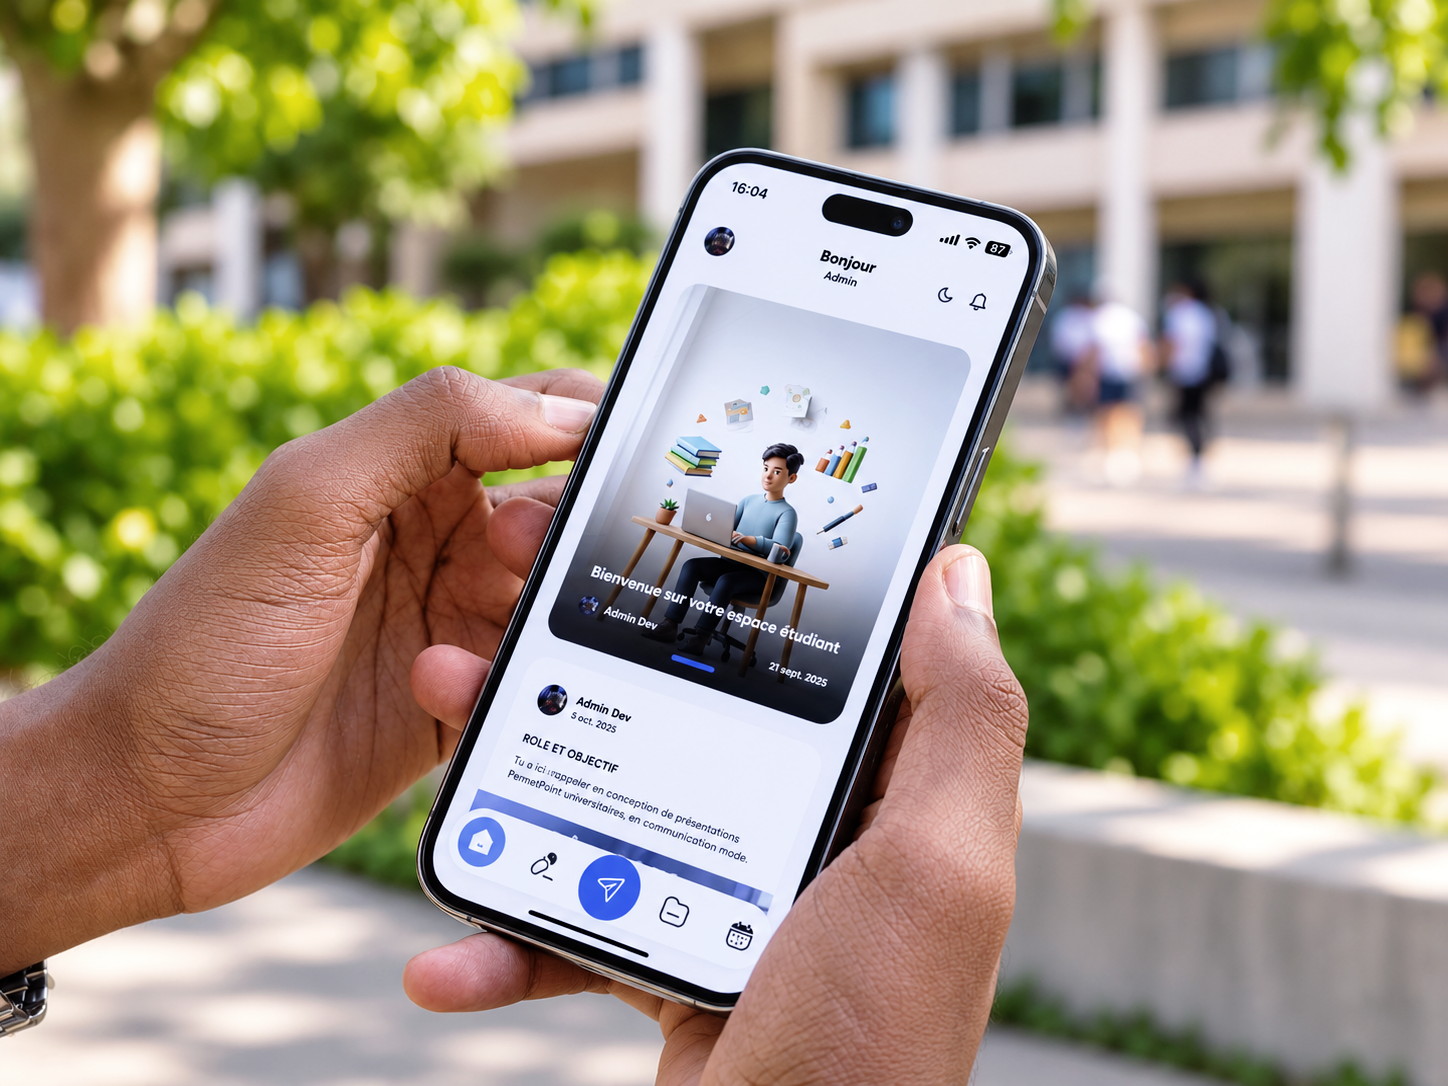 16:04
87
Bonjour
Admin
Bienvenue sur votre espace étudiant
Admin Dev
21 sept. 2025
Admin Dev
5 oct. 2025
ROLE ET OBJECTIF
Tu a ici rappeler en conception de présentations
PermetPoint universitaires, en communication mode.